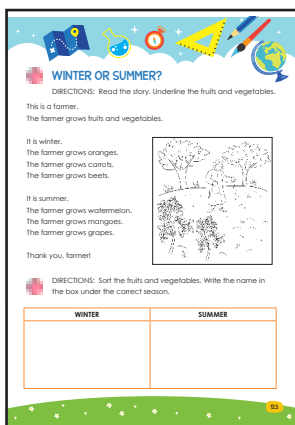 WINTER OR SUMMER?
DIRECTIONS: Read the story. Underline the fruits and vegetables.
This is a farmer.
The farmer grows fruits and vegetables.
It is winter.
The farmer grows oranges.
The farmer grows carrots.
The farmer grows beets.
It is summer.
The farmer grows watermelon.
The farmer grows mangoes.
The farmer grows grapes.
Thank you, farmer!
DIRECTIONS: Sort the fruits and vegetables. Write the name in
the box under the correct season.
WINTER SUMMER
125